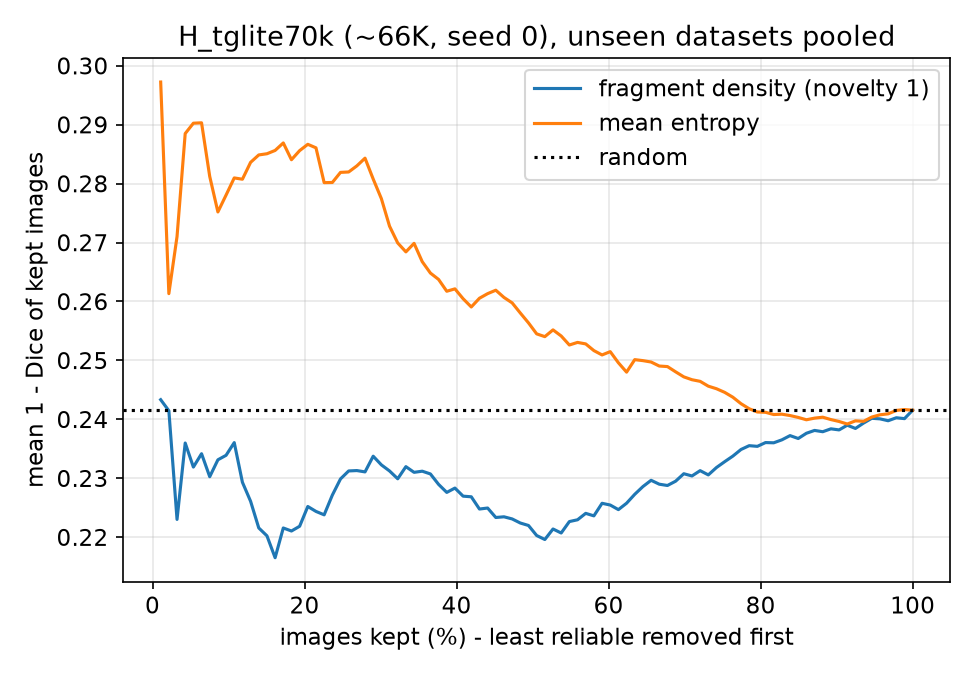 H_tglite70k (~66K, seed 0), unseen datasets pooled
mean 1 - Dice of kept images
0.30
0.29
0.28
0.27
0.26
0.25
0.24
0.23
0.22
fragment density (novelty 1)
mean entropy
random
0 20 40 60 80 100
images kept (%) - least reliable removed first